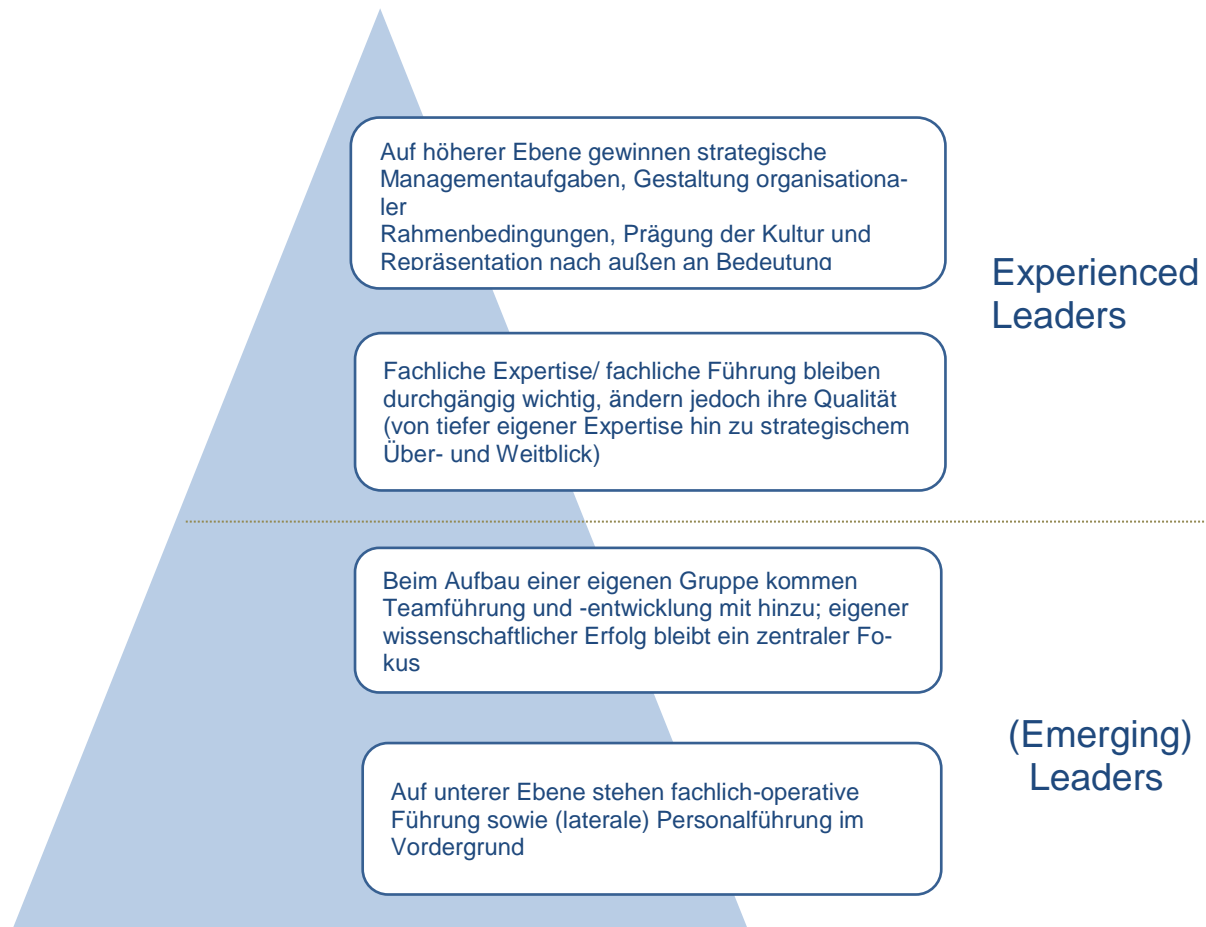 Auf höherer Ebene gewinnen strategische
Managementaufgaben, Gestaltung organisationa-
ler
Rahmenbedingungen, Prägung der Kultur und
Repräsentation nach außen an Bedeutung
Experienced
Leaders
Fachliche Expertise/ fachliche Führung bleiben
durchgängig wichtig, ändern jedoch ihre Qualität
(von tiefer eigener Expertise hin zu strategischem
Über- und Weitblick)
Beim Aufbau einer eigenen Gruppe kommen
Teamführung und -entwicklung mit hinzu; eigener
wissenschaftlicher Erfolg bleibt ein zentraler Fo-
kus
(Emerging)
Leaders
Auf unterer Ebene stehen fachlich-operative
Führung sowie (laterale) Personalführung im
Vordergrund